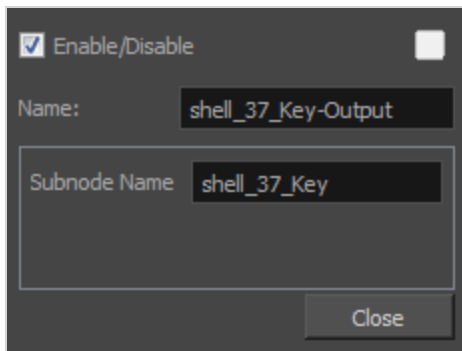 Enable/Disable
Name: shell_37_Key-Output
Subnode Name shell_37_Key
Close